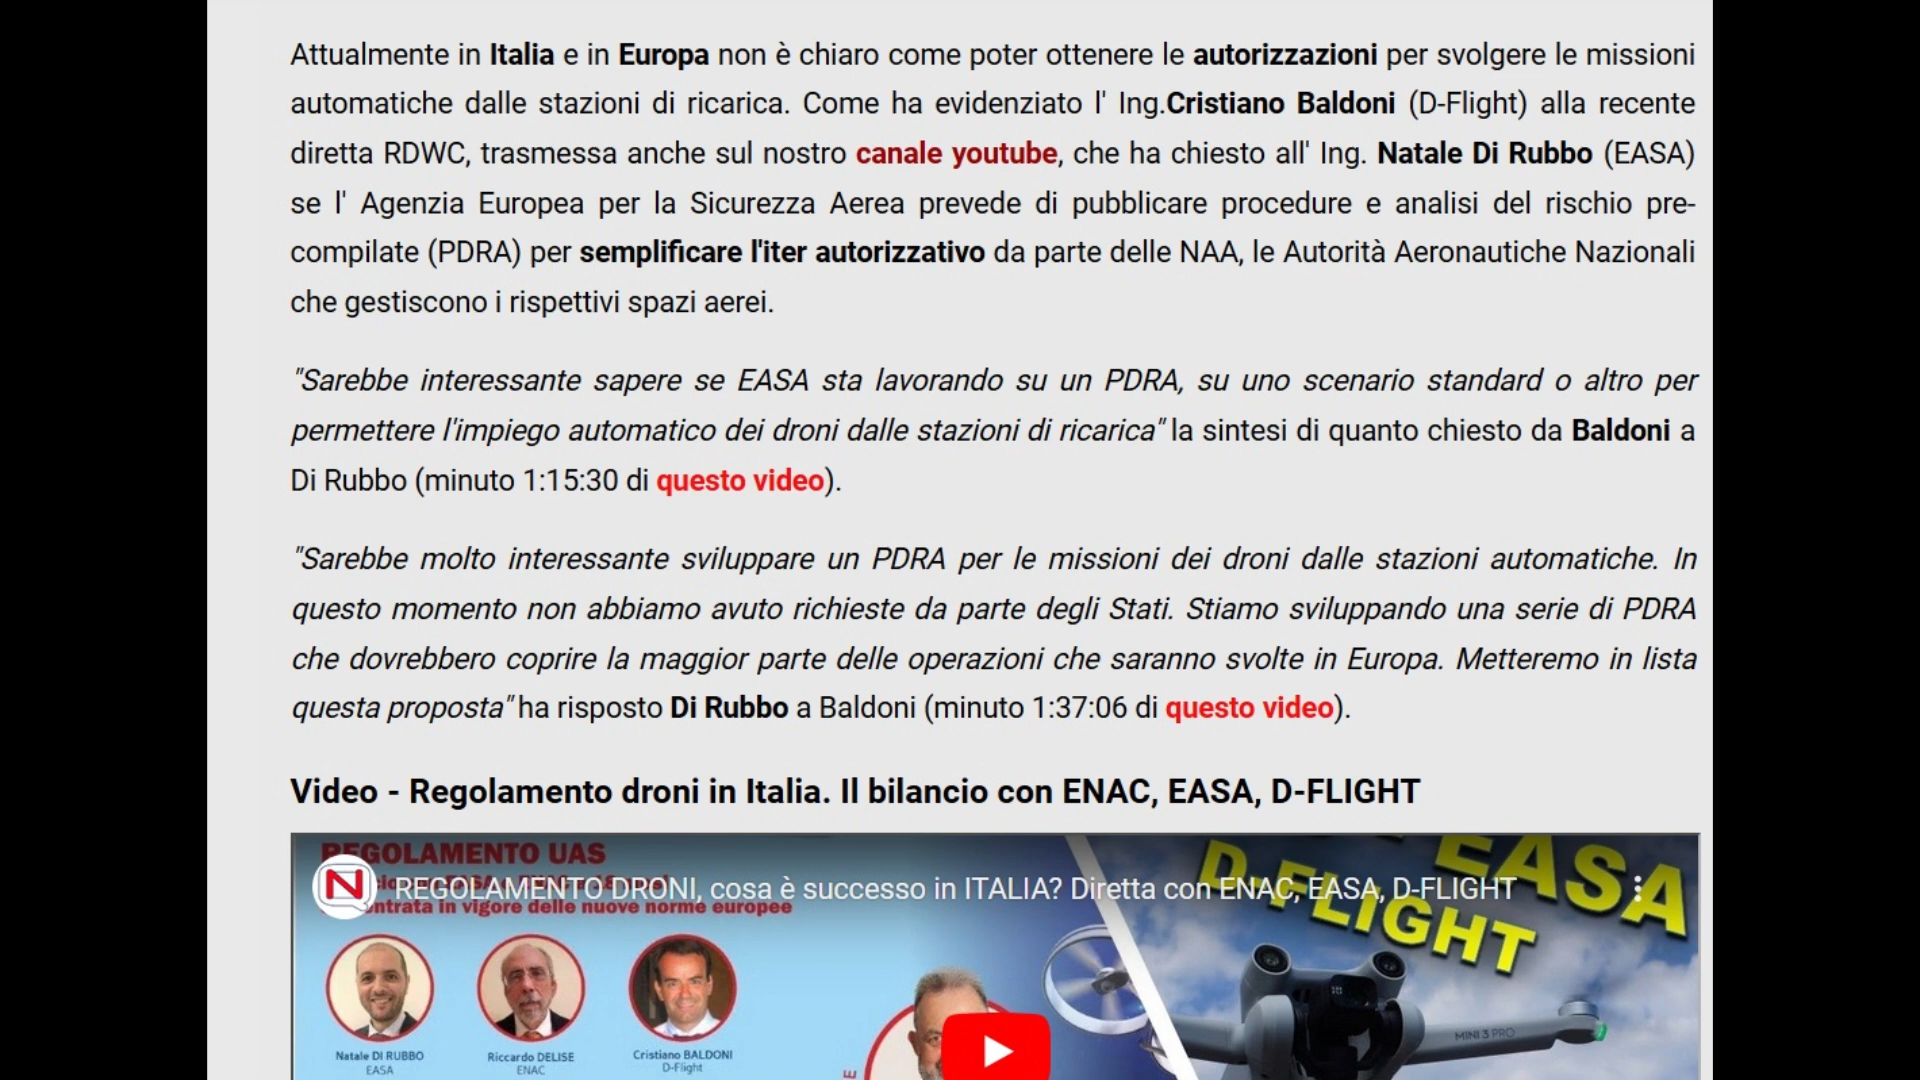 Attualmente in Italia e in Europa non è chiaro come poter ottenere le autorizzazioni per svolgere le missioni
automatiche dalle stazioni di ricarica. Come ha evidenziato l' Ing.Cristiano Baldoni (D-Flight) alla recente
diretta RDWC, trasmessa anche sul nostro canale youtube, che ha chiesto all' Ing. Natale Di Rubbo (EASA)
se l' Agenzia Europea per la Sicurezza Aerea prevede di pubblicare procedure e analisi del rischio pre-
compilate (PDRA) per semplificare l'iter autorizzativo da parte delle NAA, le Autorità Aeronautiche Nazionali
che gestiscono i rispettivi spazi aerei.
"Sarebbe interessante sapere se EASA sta lavorando su un PDRA, su uno scenario standard o altro per
permettere l'impiego automatico dei droni dalle stazioni di ricarica" la sintesi di quanto chiesto da Baldoni a
Di Rubbo (minuto 1:15:30 di questo video).
"Sarebbe molto interessante sviluppare un PDRA per le missioni dei droni dalle stazioni automatiche. In
questo momento non abbiamo avuto richieste da parte degli Stati. Stiamo sviluppando una serie di PDRA
che dovrebbero coprire la maggior parte delle operazioni che saranno svolte in Europa. Metteremo in lista
questa proposta" ha risposto Di Rubbo a Baldoni (minuto 1:37:06 di questo video).
Video - Regolamento droni in Italia. Il bilancio con ENAC, EASA, D-FLIGHT
REGOLAMENTO UAS
N REGOLAMENTO DRONI, cosa è successo in ITALIA? Diretta con ENAC, EASA, D-FLIGHT
entrata in vigore delle nuove norme europee
EASA
D-FLIGHT
MINI 3 PRO
Natale DI RUBBO
EASA
Riccardo DELISE
ENAC
Cristiano BALDONI
D-Flight